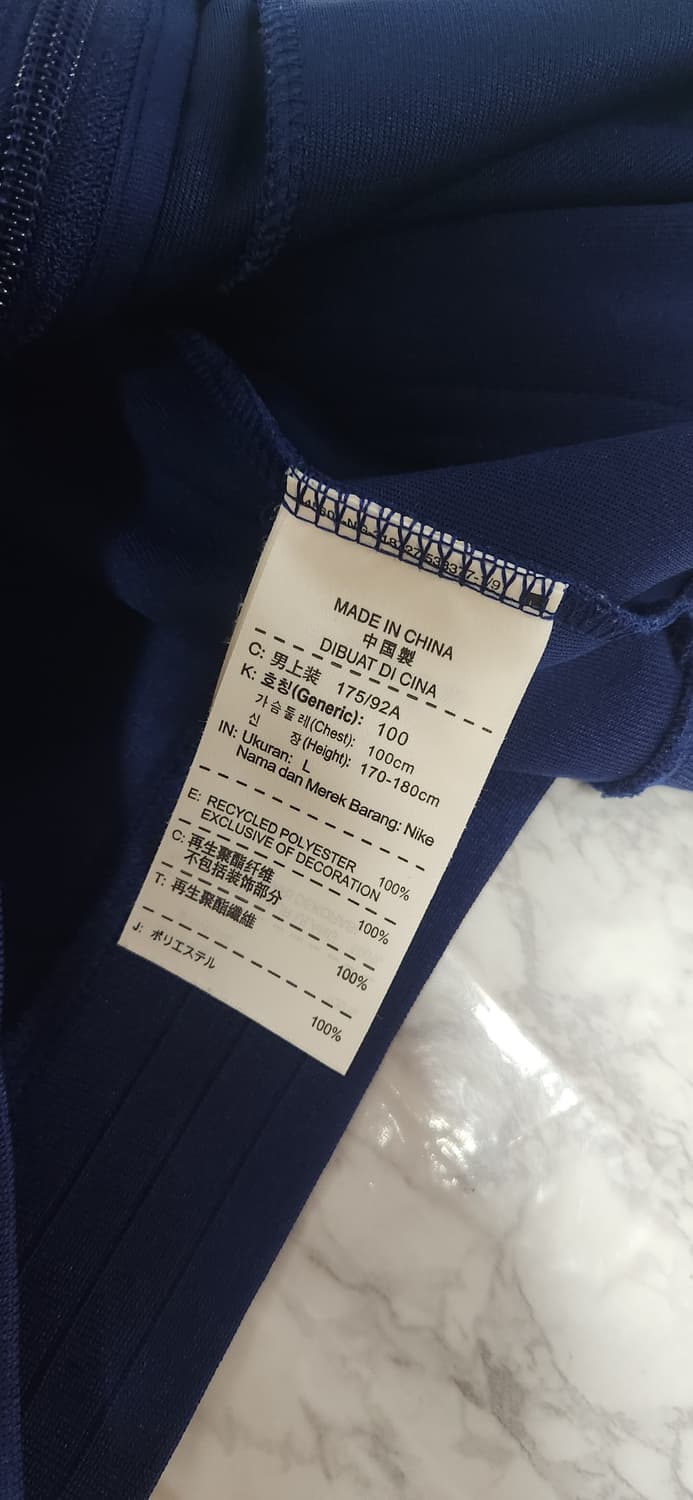 MADE IN CHINA
中国製
DIBUAT DI CINA
C: 男上装 175/92A
K: 호칭(Generic): 100
가슴둘레(Chest): 100cm
신 장(Height): 170-180cm
IN: Ukuran: L
Nama dan Merek Barang: Nike
E: RECYCLED POLYESTER 100%
EXCLUSIVE OF DECORATION
C: 再生聚酯纤维 100%
不包括装饰部分
T: 再生聚酯纖維 100%
J: ポリエステル 100%